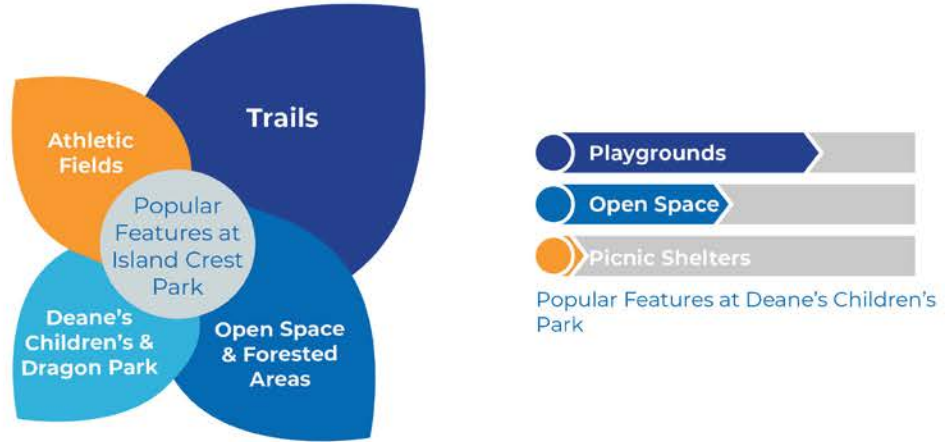 Trails
Athletic
Fields
Popular
Features at
Island Crest
Park
Deane's
Children's &
Dragon Park
Open Space
& Forested
Areas
Playgrounds
Open Space
Picnic Shelters
Popular Features at Deane's Children's
Park